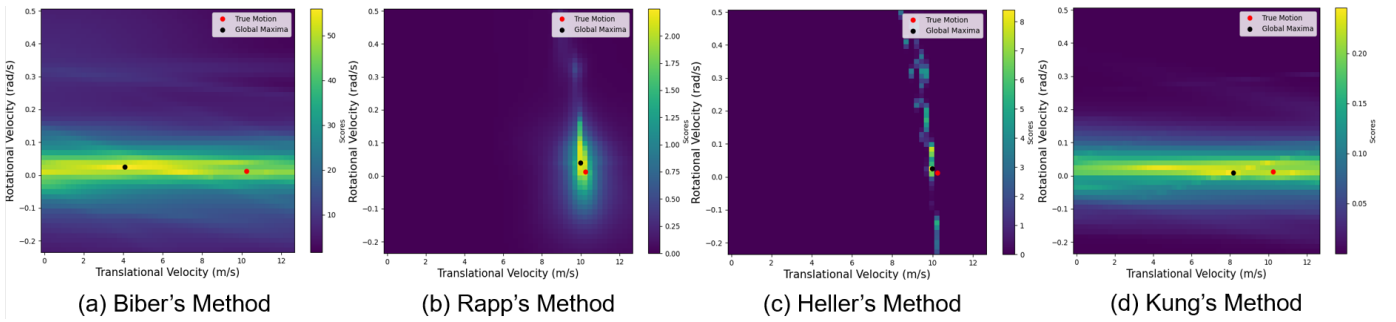 True Motion
Global Maxima
Rotational Velocity (rad/s)
0.5
0.4
0.3
0.2
0.1
0.0
−0.1
−0.2
0 2 4 6 8 10 12
Translational Velocity (m/s)
50
40
30
20
10
Scores
(a) Biber's Method
True Motion
Global Maxima
Rotational Velocity (rad/s)
0.5
0.4
0.3
0.2
0.1
0.0
−0.1
−0.2
0 2 4 6 8 10 12
Translational Velocity (m/s)
2.00
1.75
1.50
1.25
1.00
0.75
0.50
0.25
0.00
Scores
(b) Rapp's Method
True Motion
Global Maxima
Rotational Velocity (rad/s)
0.5
0.4
0.3
0.2
0.1
0.0
−0.1
−0.2
0 2 4 6 8 10 12
Translational Velocity (m/s)
8
7
6
5
4
3
2
1
0
Scores
(c) Heller's Method
True Motion
Global Maxima
Rotational Velocity (rad/s)
0.5
0.4
0.3
0.2
0.1
0.0
−0.1
−0.2
0 2 4 6 8 10 12
Translational Velocity (m/s)
0.20
0.15
0.10
0.05
(d) Kung's Method